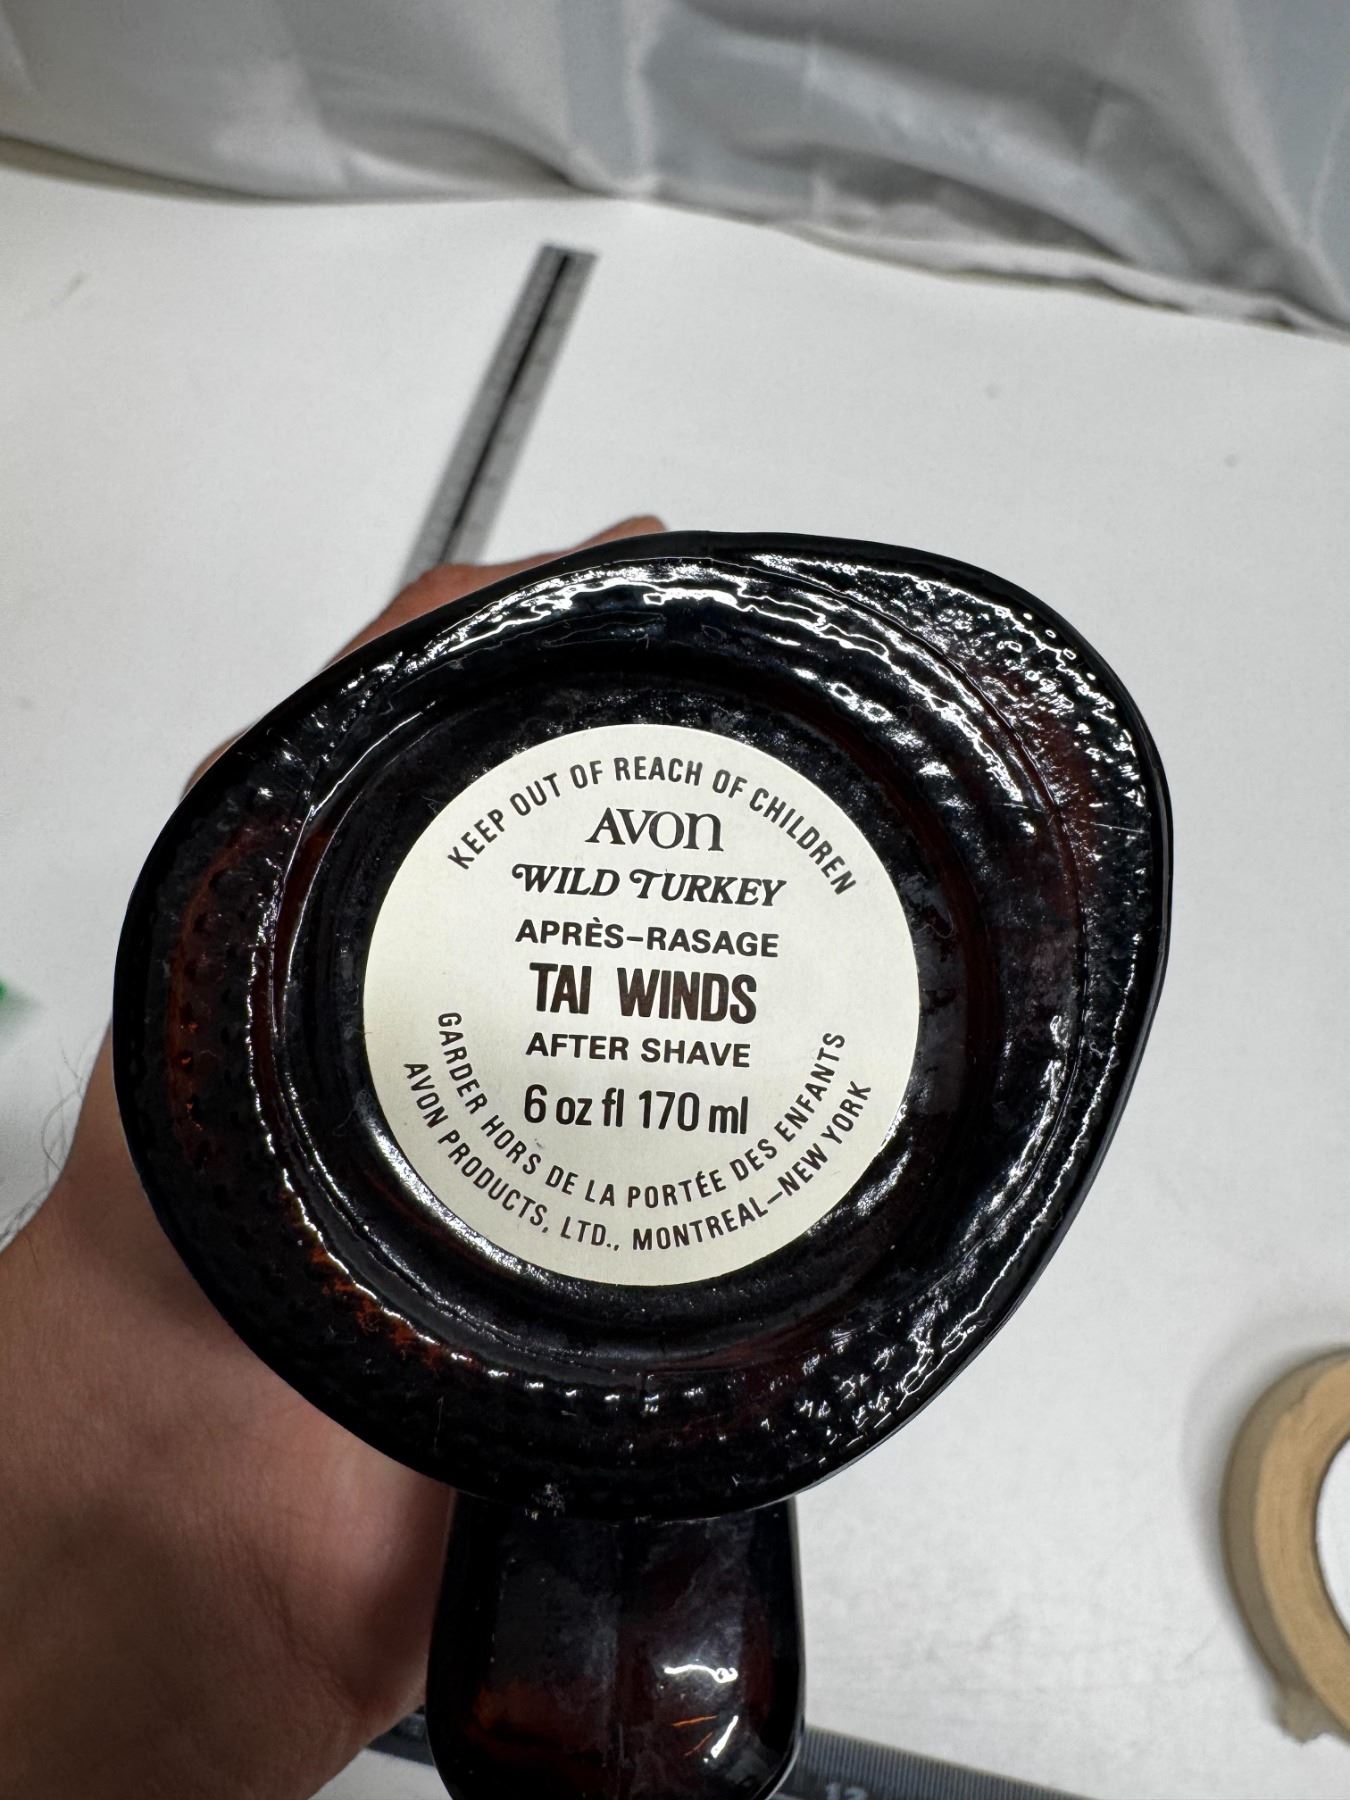 KEEP OUT OF REACH OF CHILDREN
AVON
WILD TURKEY
APRÈS-RASAGE
TAI WINDS
AFTER SHAVE
6 oz fl 170 ml
GARDER HORS DE LA PORTÉE DES ENFANTS
AVON PRODUCTS, LTD., MONTREAL-NEW YORK
12